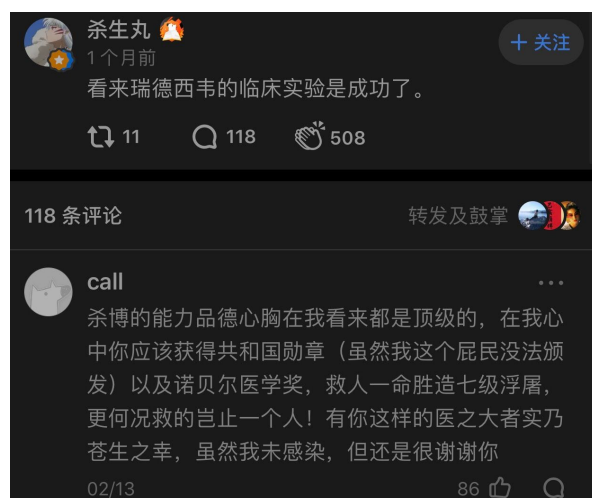 杀生丸
1个月前
+ 关注
看来瑞德西韦的临床实验是成功了。
11 118 508
118 条评论 转发及鼓掌
call
杀博的能力品德心胸在我看来都是顶级的，在我心
中你应该获得共和国勋章（虽然我这个屁民没法颁
发）以及诺贝尔医学奖，救人一命胜造七级浮屠，
更何况救的岂止一个人！有你这样的医之大者实乃
苍生之幸，虽然我未感染，但还是很谢谢你
02/13 86